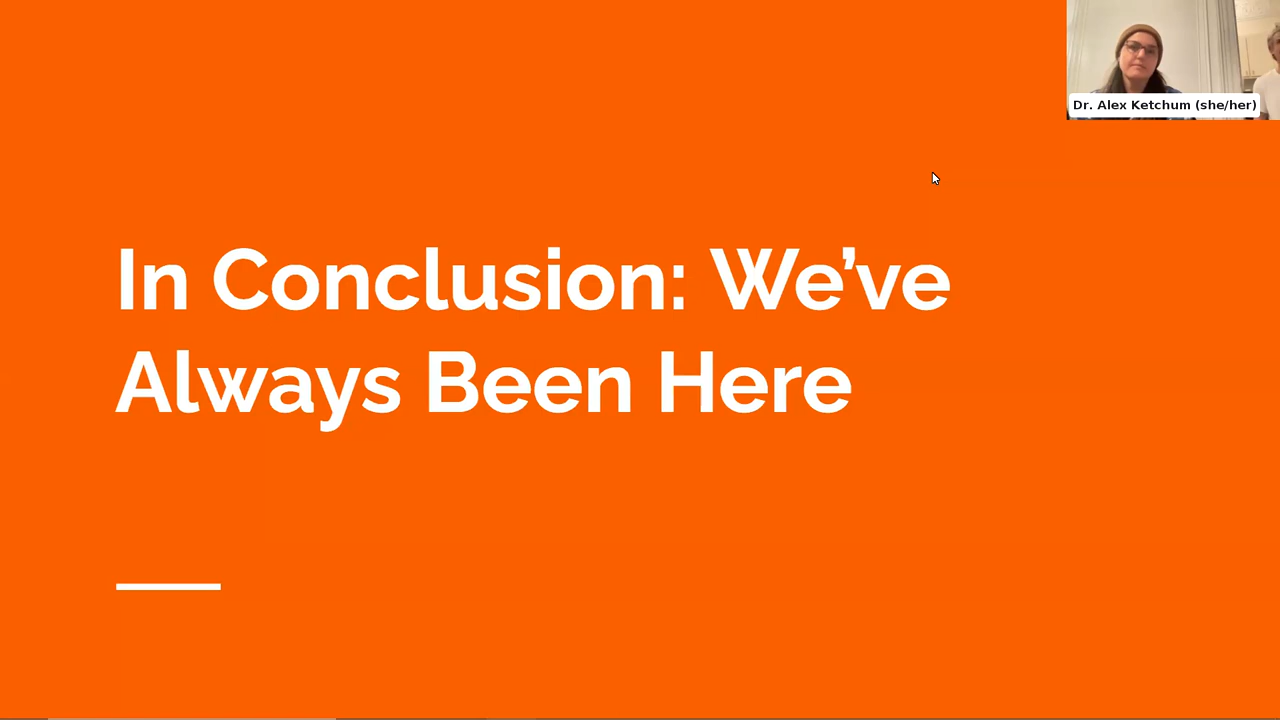 Dr. Alex Ketchum (she/her)
In Conclusion: We’ve
Always Been Here